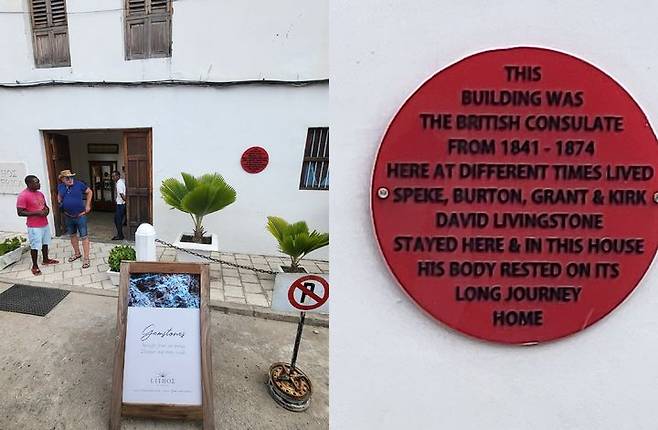 THIS
BUILDING WAS
THE BRITISH CONSULATE
FROM 1841 - 1874
HERE AT DIFFERENT TIMES LIVED
SPEKE, BURTON, GRANT & KIRK
DAVID LIVINGSTONE
STAYED HERE & IN THIS HOUSE
HIS BODY RESTED ON ITS
LONG JOURNEY
HOME
Gemstones
LITHOS
P